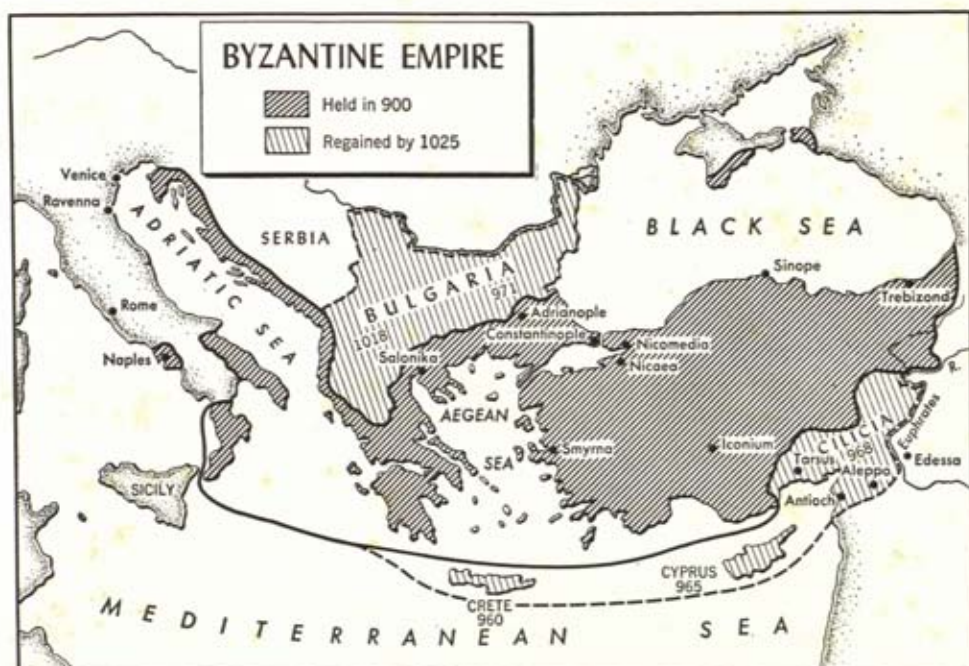 BYZANTINE EMPIRE
Held in 900
Regained by 1025
Venice
Ravenna
ADRIATIC SEA
SERBIA
BLACK SEA
BULGARIA
1018
971
Sinope
Trebizond
Rome
Adrianople
Constantinople
Nicomedia
Naples
Salonika
Nicaea
R.
Euphrates
AEGEAN
SEA
Smyrna
Iconium
CILICIA
968
Tarsus
Aleppo
Edessa
SICILY
Antioch
CYPRUS
965
CRETE
960
MEDITERRANEAN SEA